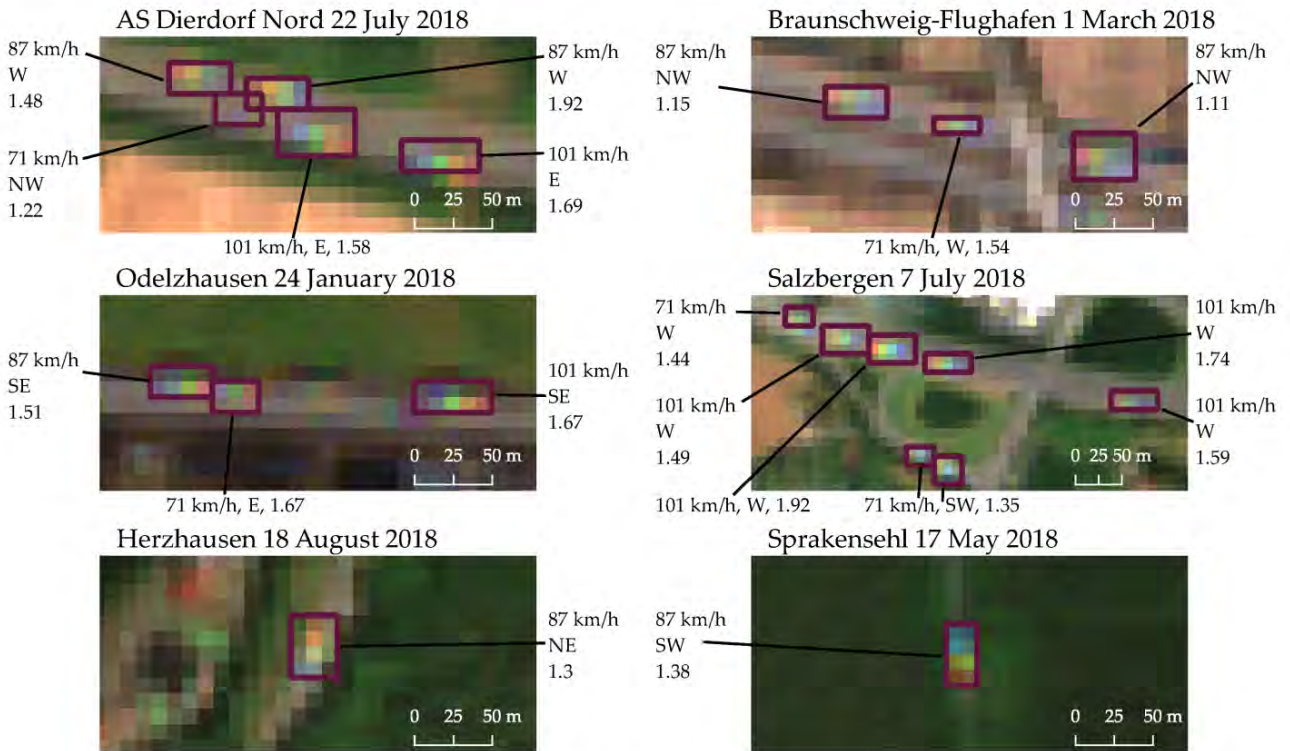 AS Dierdorf Nord 22 July 2018
87 km/h
W
1.48
71 km/h
NW
1.22
87 km/h
W
1.92
101 km/h
E
1.69
0 25 50 m
101 km/h, E, 1.58
Braunschweig-Flughafen 1 March 2018
87 km/h
NW
1.15
87 km/h
NW
1.11
0 25 50 m
71 km/h, W, 1.54
Odelzhausen 24 January 2018
87 km/h
SE
1.51
101 km/h
SE
1.67
0 25 50 m
71 km/h, E, 1.67
Salzbergen 7 July 2018
71 km/h
W
1.44
101 km/h
W
1.49
101 km/h
W
1.74
101 km/h
W
1.59
0 25 50 m
101 km/h, W, 1.92
71 km/h, SW, 1.35
Herzhausen 18 August 2018
87 km/h
NE
1.3
0 25 50 m
Sprakensehl 17 May 2018
87 km/h
SW
1.38
0 25 50 m